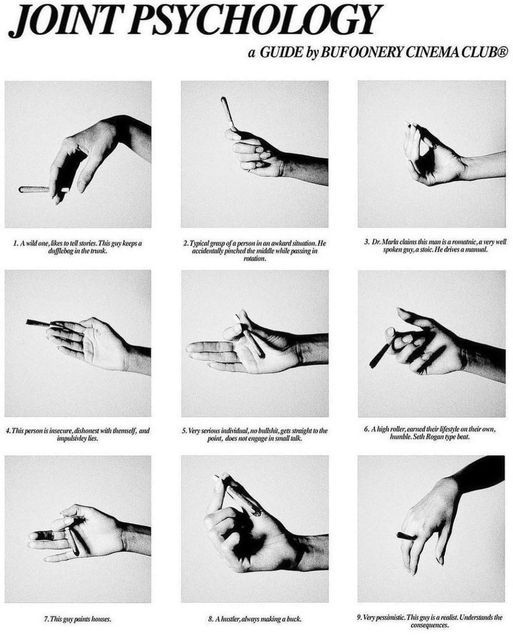 JOINT PSYCHOLOGY
a GUIDE by BUFOONERY CINEMA CLUB®
1. A wild one, likes to tell stories. This guy keeps a
dufflebag in the trunk.
2. Typical grasp of a person in an awkard situation. He
accidentally pinched the middle while passing in
rotation.
3. Dr. Marla claims this man is a romatnic, a very well
spoken guy, a stoic. He drives a manual.
4. This person is insecure, dishonest with themself, and
impulsivley lies.
5. Very serious individual, no bullshit, gets straight to the
point, does not engage in small talk.
6. A high roller, earned their lifestyle on their own,
humble. Seth Rogan type beat.
7. This guy paints houses.
8. A hustler, always making a buck.
9. Very pessimistic. This guy is a realist. Understands the
consequences.